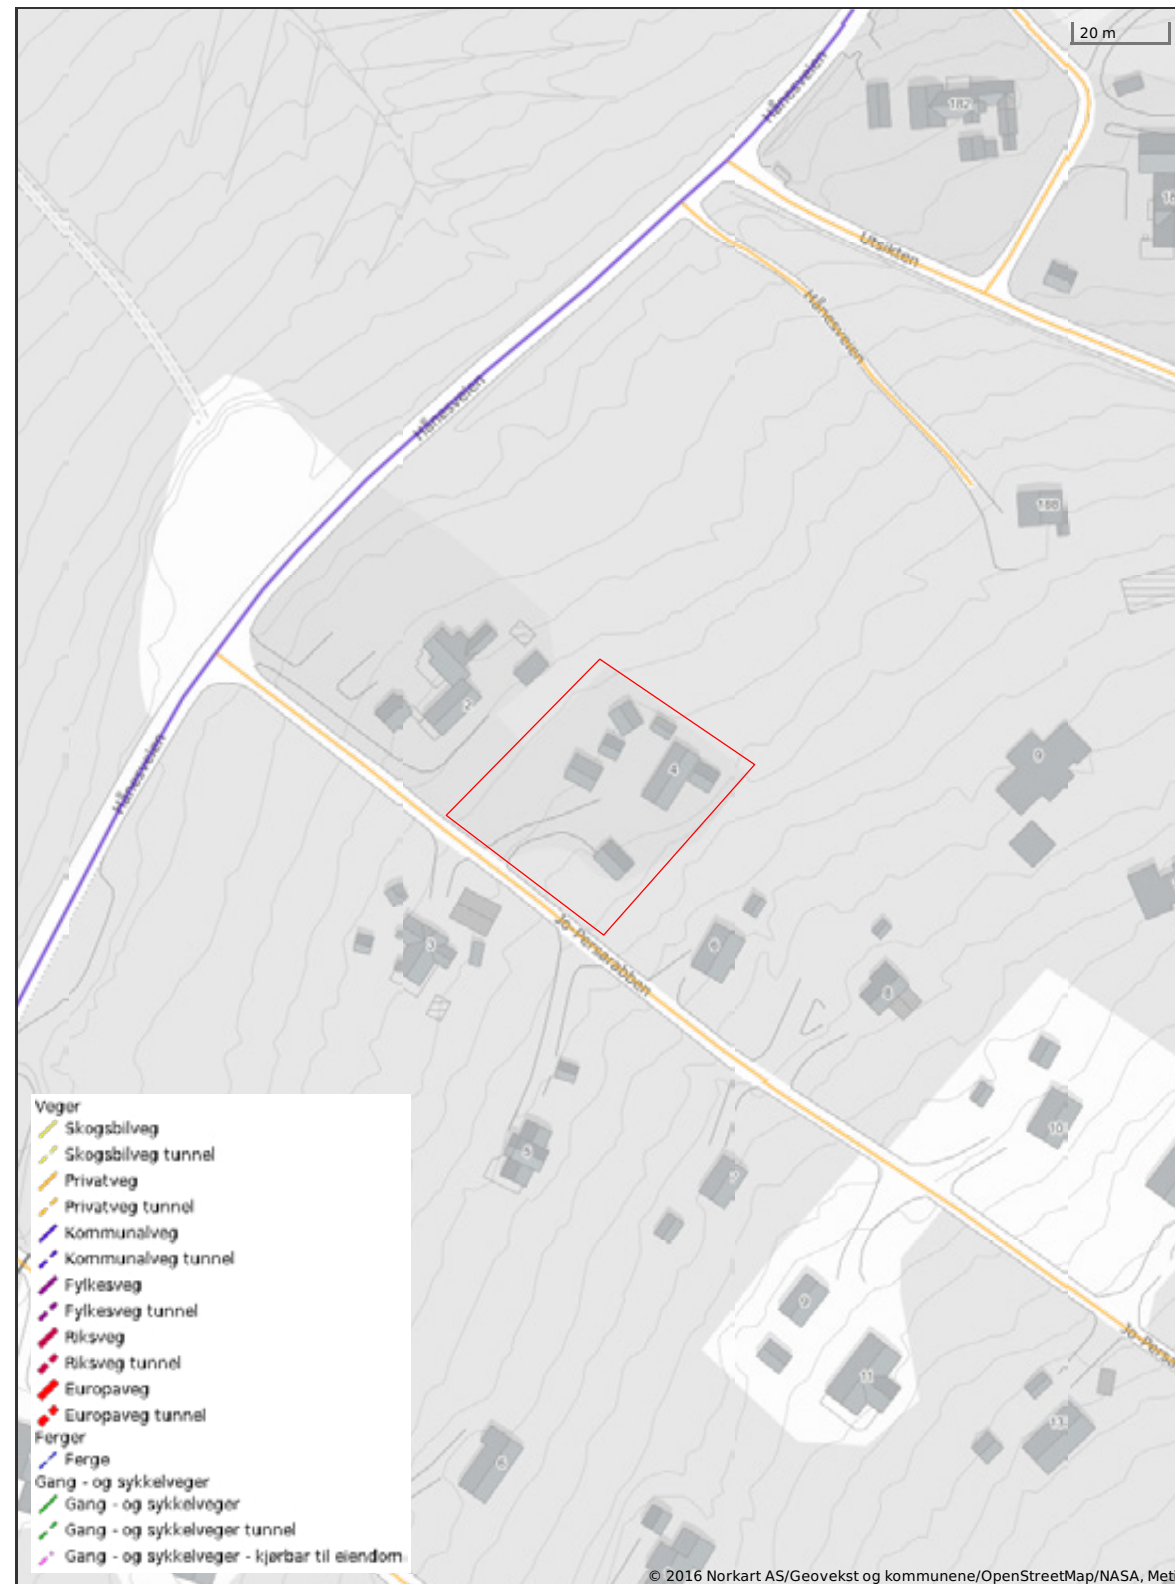 20 m
Hånesveien
182
Utsikten
Hånesveien
Hånesveien
188
2
4
9
Hånesveien
3
Jo-Persarabben
6
8
10
5
7
9
11
13
6
Jo-Persa
Veger
Skogsbilveg
Skogsbilveg tunnel
Privatveg
Privatveg tunnel
Kommunalveg
Kommunalveg tunnel
Fylkesveg
Fylkesveg tunnel
Riksveg
Riksveg tunnel
Europaveg
Europaveg tunnel
Ferger
Ferge
Gang - og sykkelveger
Gang - og sykkelveger
Gang - og sykkelveger tunnel
Gang - og sykkelveger - kjørbar til eiendom
© 2016 Norkart AS/Geovekst og kommunene/OpenStreetMap/NASA, Met